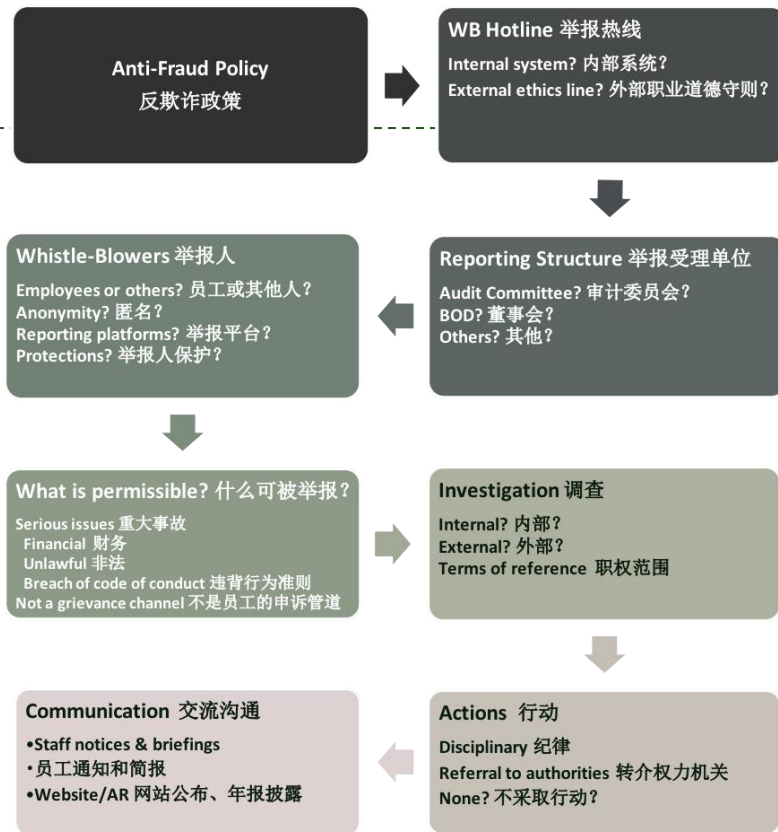 Anti-Fraud Policy
反欺诈政策
WB Hotline 举报热线
Internal system? 内部系统?
External ethics line? 外部职业道德守则?
Reporting Structure 举报受理单位
Audit Committee? 审计委员会?
BOD? 董事会?
Others? 其他?
Whistle-Blowers 举报人
Employees or others? 员工或其他人?
Anonymity? 匿名?
Reporting platforms? 举报平台?
Protections? 举报人保护?
What is permissible? 什么可被举报?
Serious issues 重大事故
Financial 财务
Unlawful 非法
Breach of code of conduct 违背行为准则
Not a grievance channel 不是员工的申诉管道
Investigation 调查
Internal? 内部?
External? 外部?
Terms of reference 职权范围
Actions 行动
Disciplinary 纪律
Referral to authorities 转介权力机关
None? 不采取行动?
Communication 交流沟通
•Staff notices & briefings
•员工通知和简报
•Website/AR 网站公布、年报披露